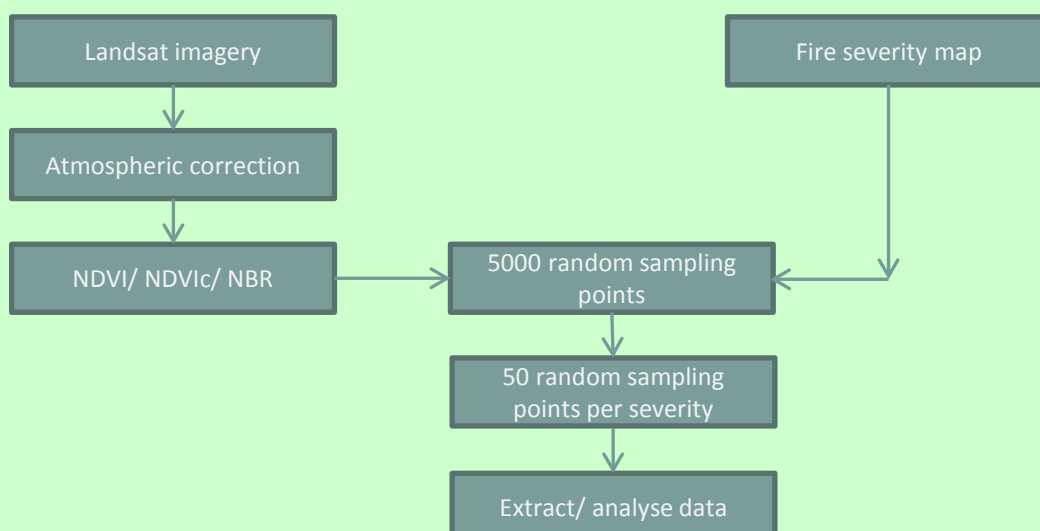 Landsat imagery
Fire severity map
Atmospheric correction
NDVI/ NDVIc/ NBR
5000 random sampling
points
50 random sampling
points per severity
Extract/ analyse data